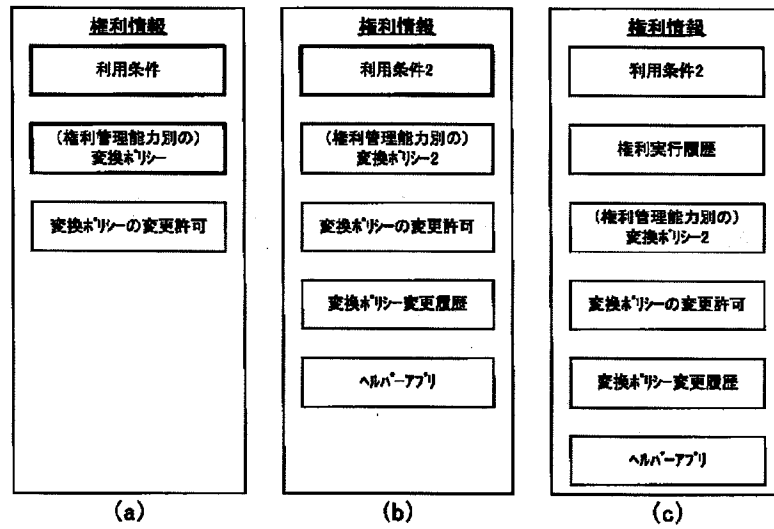 権利情報
利用条件
(権利管理能力別の)
変換ﾎﾟﾘｼｰ
変換ﾎﾟﾘｼｰの変更許可
(a)
権利情報
利用条件2
(権利管理能力別の)
変換ﾎﾟﾘｼｰ2
変換ﾎﾟﾘｼｰの変更許可
変換ﾎﾟﾘｼｰ変更履歴
ﾍﾙﾊﾟｰｱﾌﾟﾘ
(b)
権利情報
利用条件2
権利実行履歴
(権利管理能力別の)
変換ﾎﾟﾘｼｰ2
変換ﾎﾟﾘｼｰの変更許可
変換ﾎﾟﾘｼｰ変更履歴
ﾍﾙﾊﾟｰｱﾌﾟﾘ
(c)